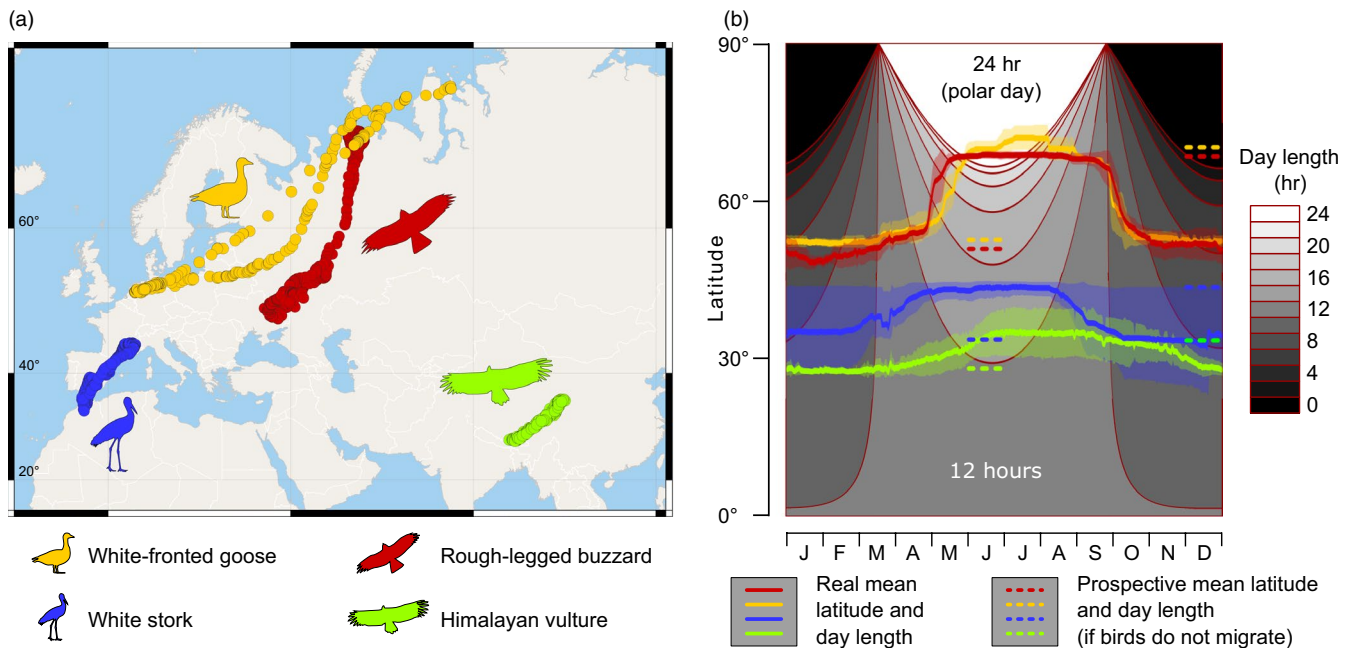 (a)
60°
40°
20°
White-fronted goose
Rough-legged buzzard
White stork
Himalayan vulture
(b)
90°
60°
30°
0°
Latitude
24 hr
(polar day)
12 hours
J F M A M J J A S O N D
Day length
(hr)
24
20
16
12
8
4
0
Real mean
latitude and
day length
Prospective mean latitude
and day length
(if birds do not migrate)